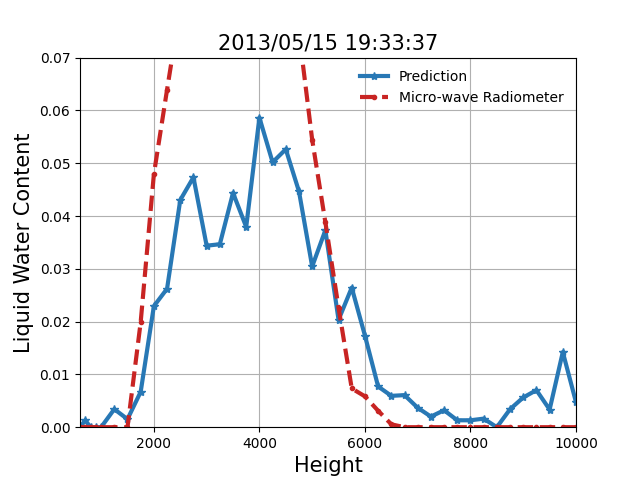 2013/05/15 19:33:37
0.07
0.06
0.05
0.04
0.03
0.02
0.01
0.00
Liquid Water Content
Prediction
Micro-wave Radiometer
2000 4000 6000 8000 10000
Height